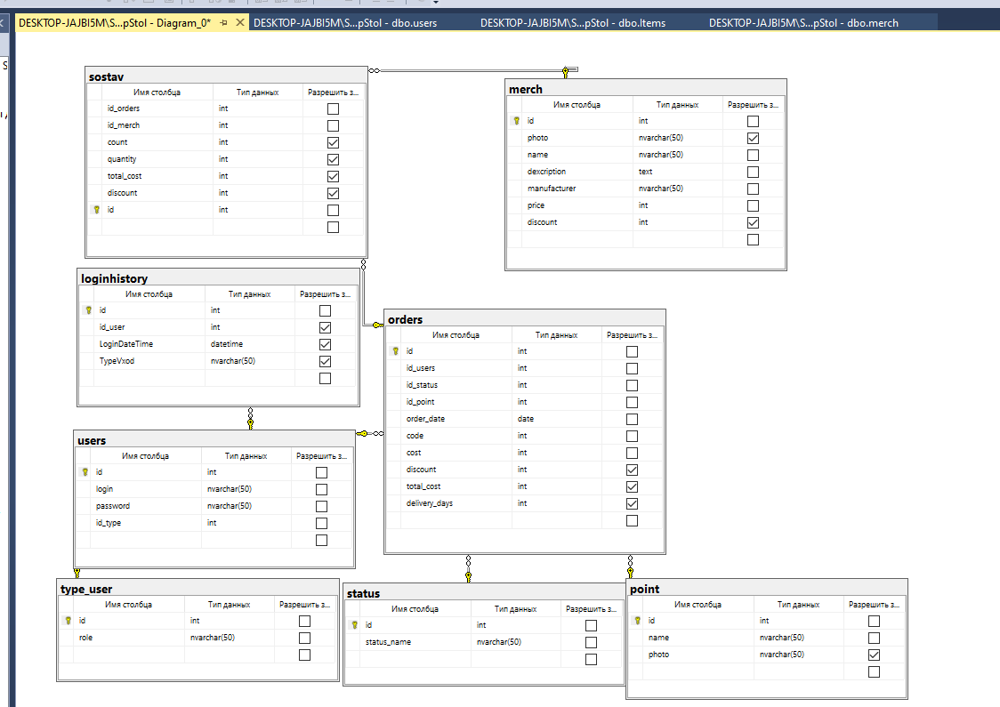 DESKTOP-JAJBI5M\S...pStol - Diagram_0* DESKTOP-JAJBI5M\S...pStol - dbo.users DESKTOP-JAJBI5M\S...pStol - dbo.Items DESKTOP-JAJBI5M\S...pStol - dbo.merch
sostav
Имя столбца Тип данных Разрешить з...
id_orders int
id_merch int
count int
quantity int
total_cost int
discount int
id int
merch
Имя столбца Тип данных Разрешить з...
id int
photo nvarchar(50)
name nvarchar(50)
dexcription text
manufacturer nvarchar(50)
price int
discount int
loginhistory
Имя столбца Тип данных Разрешить з...
id int
id_user int
LoginDateTime datetime
TypeVxod nvarchar(50)
orders
Имя столбца Тип данных Разрешить з...
id int
id_users int
id_status int
id_point int
order_date date
code int
cost int
discount int
total_cost int
delivery_days int
users
Имя столбца Тип данных Разрешить з...
id int
login nvarchar(50)
password nvarchar(50)
id_type int
type_user
Имя столбца Тип данных Разрешить з...
id int
role nvarchar(50)
status
Имя столбца Тип данных Разрешить з...
id int
status_name nvarchar(50)
point
Имя столбца Тип данных Разрешить з...
id int
name nvarchar(50)
photo nvarchar(50)